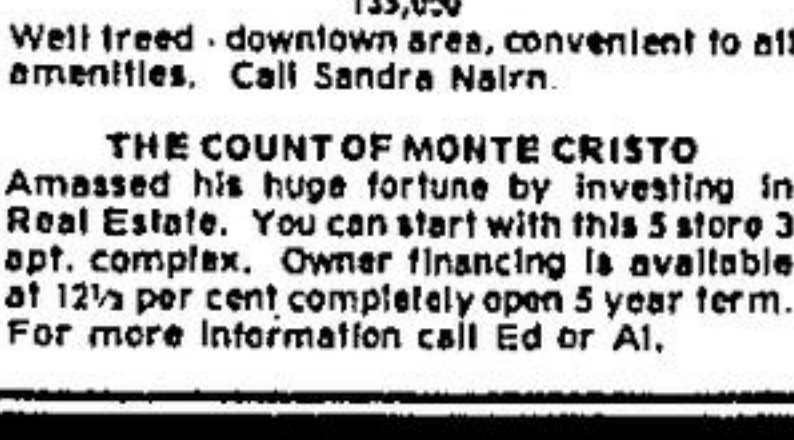 Well treed - downtown area, convenient to all
amenities. Call Sandra Nairn.
THE COUNT OF MONTE CRISTO
Amassed his huge fortune by investing in
Real Estate. You can start with this 5 store 3
apt. complex. Owner financing is available
at 12½ per cent completely open 5 year term.
For more information call Ed or Al.